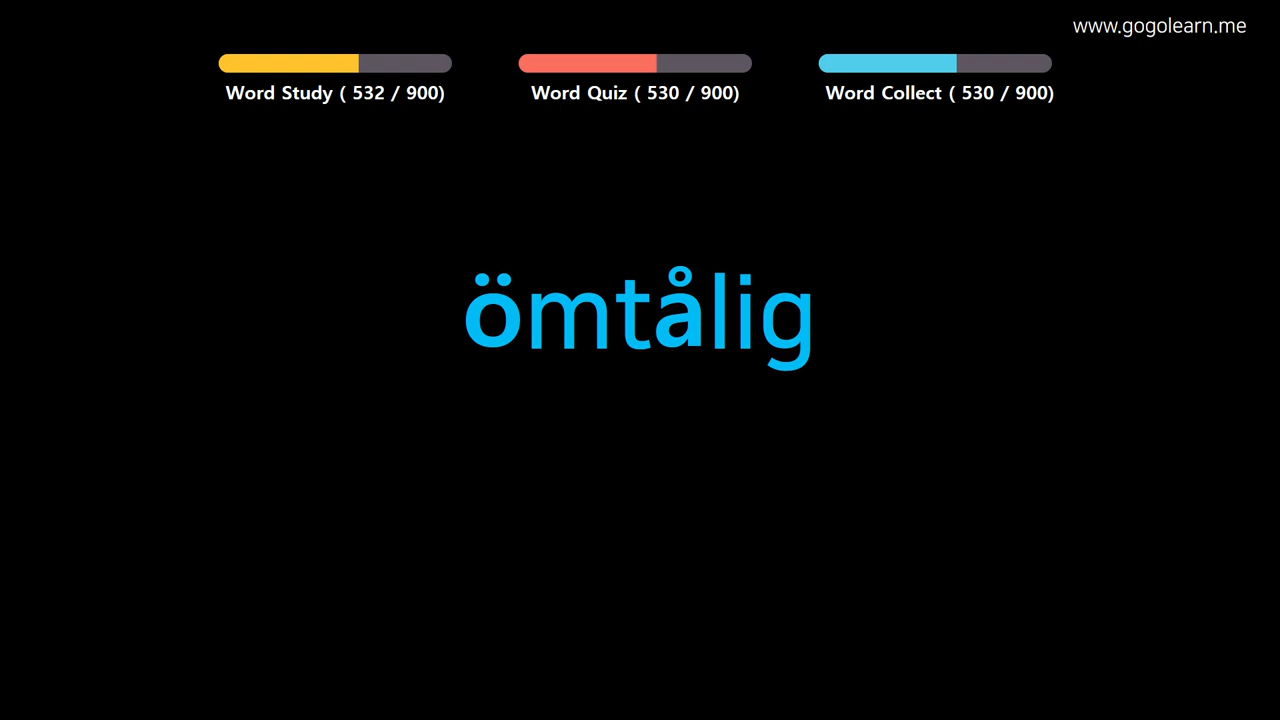 www.gogolearn.me
Word Study ( 532 / 900)
Word Quiz ( 530 / 900)
Word Collect ( 530 / 900)
ömtålig